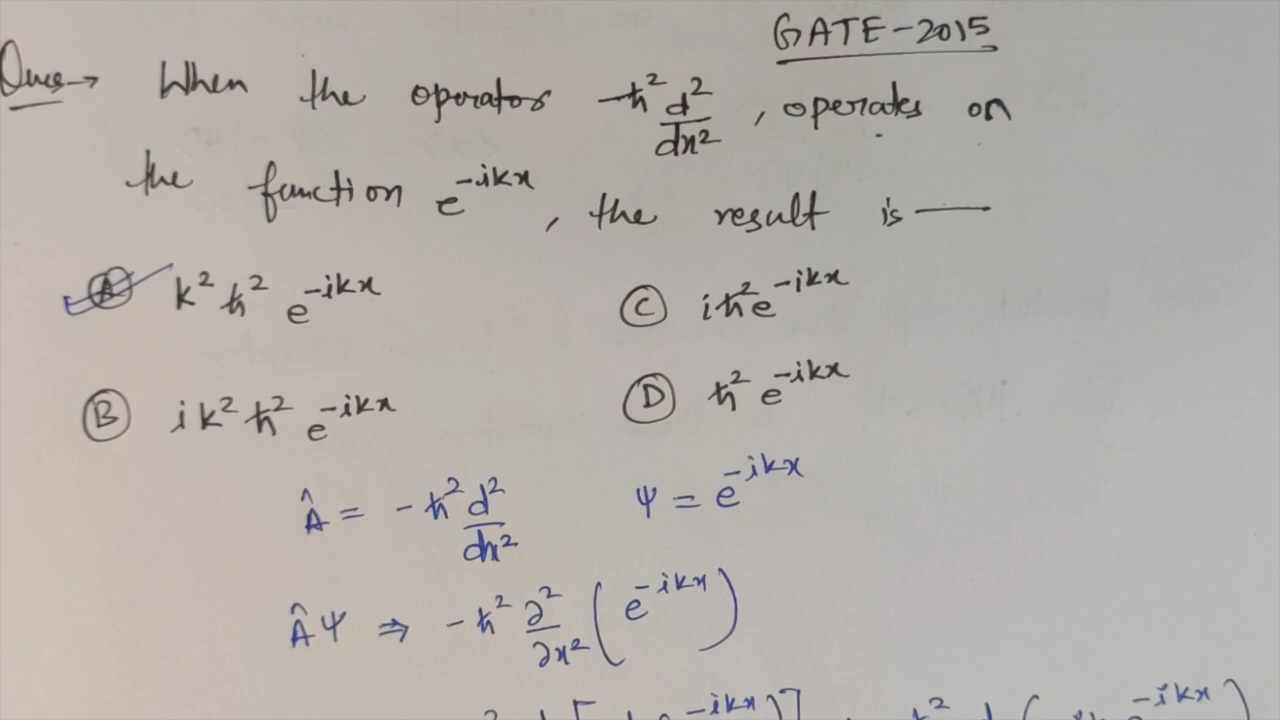 GATE-2015
Ques → When the operator -ħ² d²/dx², operates on
the function e^-ikx, the result is —
Ⓐ k² ħ² e^-ikx
Ⓒ iħ² e^-ikx
Ⓑ i k² ħ² e^-ikx
Ⓓ ħ² e^-ikx
Â = -ħ² d²/dx²
Ψ = e^-ikx
ÂΨ ⇒ -ħ² ∂²/∂x² (e^-ikx)